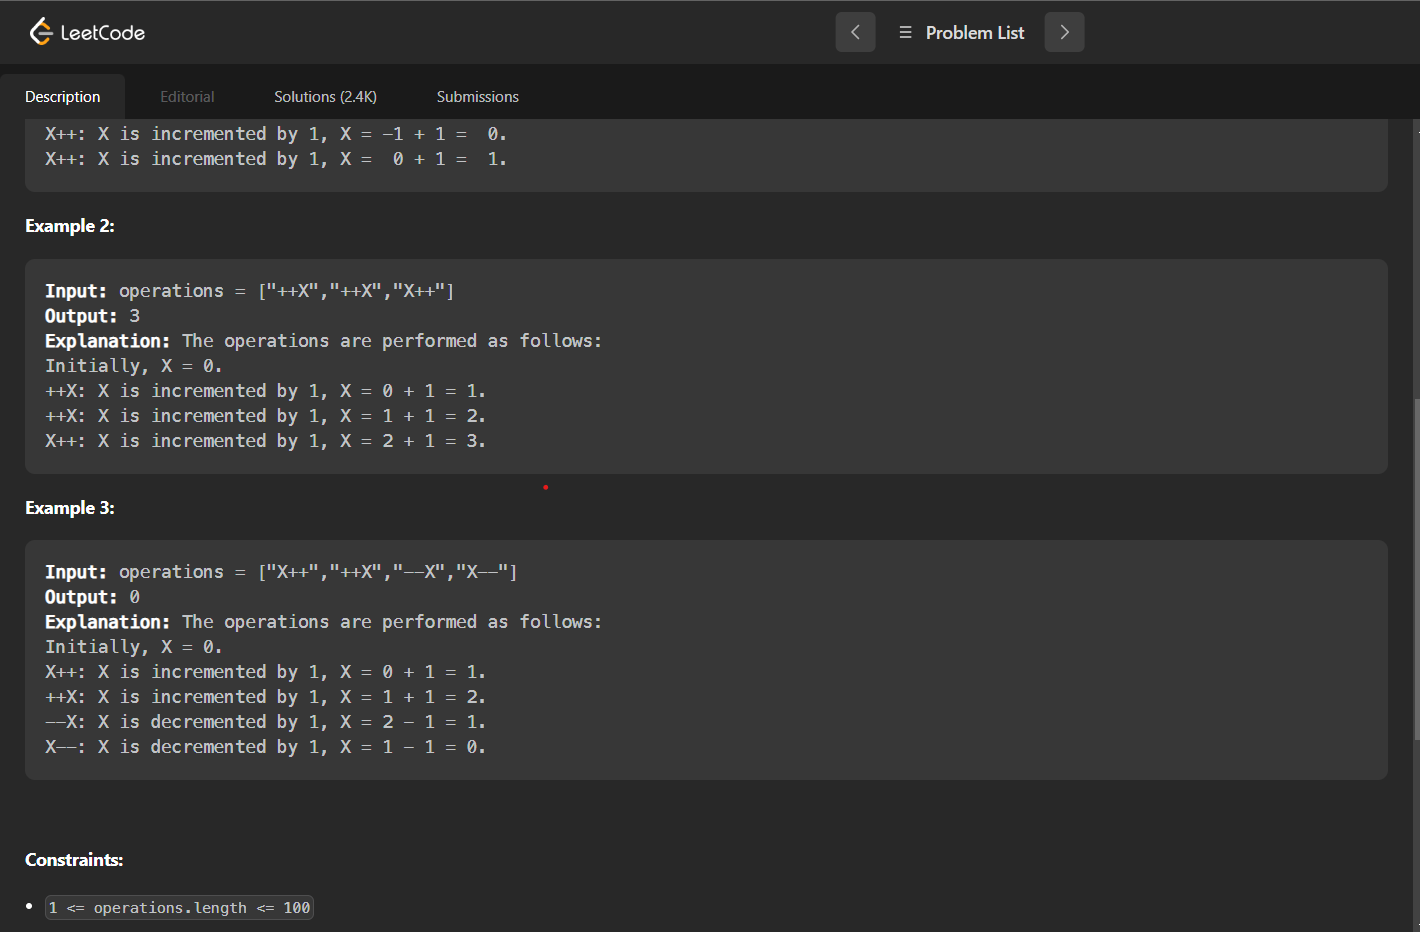 LeetCode
Problem List
Description Editorial Solutions (2.4K) Submissions
X++: X is incremented by 1, X = -1 + 1 =  0.
X++: X is incremented by 1, X =  0 + 1 =  1.
Example 2:
Input: operations = ["++X","++X","X++"]
Output: 3
Explanation: The operations are performed as follows:
Initially, X = 0.
++X: X is incremented by 1, X = 0 + 1 = 1.
++X: X is incremented by 1, X = 1 + 1 = 2.
X++: X is incremented by 1, X = 2 + 1 = 3.
Example 3:
Input: operations = ["X++","++X","--X","X--"]
Output: 0
Explanation: The operations are performed as follows:
Initially, X = 0.
X++: X is incremented by 1, X = 0 + 1 = 1.
++X: X is incremented by 1, X = 1 + 1 = 2.
--X: X is decremented by 1, X = 2 - 1 = 1.
X--: X is decremented by 1, X = 1 - 1 = 0.
Constraints:
• 1 <= operations.length <= 100